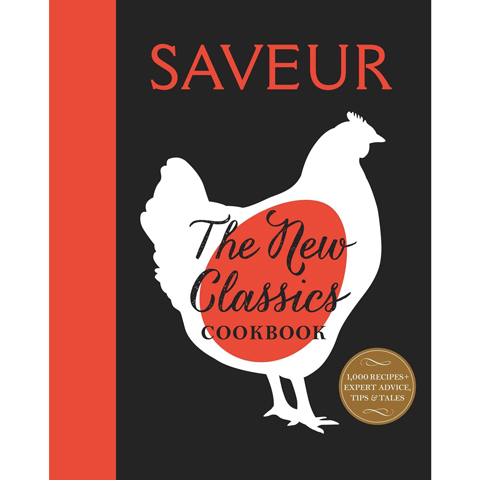 SAVEUR
The New
Classics
COOKBOOK
1,000 RECIPES+
EXPERT ADVICE,
TIPS & TALES